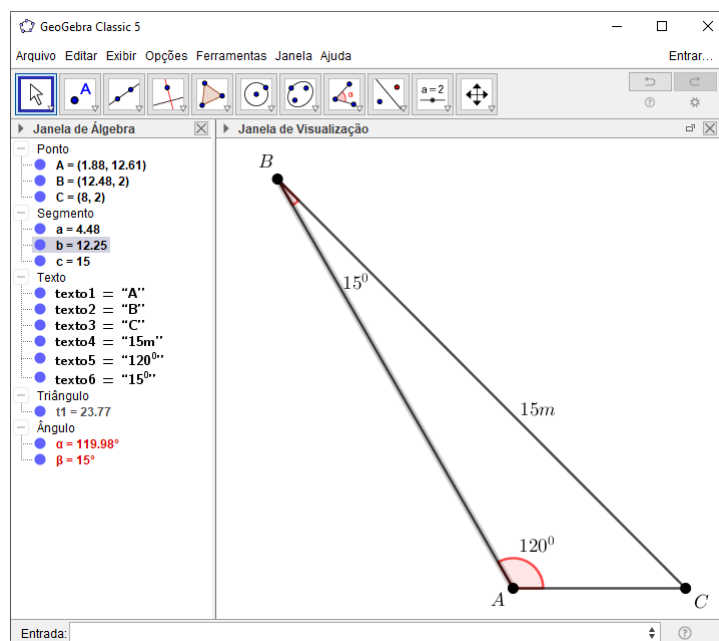 GeoGebra Classic 5
Arquivo Editar Exibir Opções Ferramentas Janela Ajuda Entrar...
A
α
a = 2
Janela de Álgebra
Ponto
A = (1.88, 12.61)
B = (12.48, 2)
C = (8, 2)
Segmento
a = 4.48
b = 12.25
c = 15
Texto
texto1 = “A”
texto2 = “B”
texto3 = “C”
texto4 = “15m”
texto5 = “120⁰”
texto6 = “15⁰”
Triângulo
t1 = 23.77
Ângulo
α = 119.98°
β = 15°
Janela de Visualização
B
15⁰
15m
120⁰
A
C
Entrada: